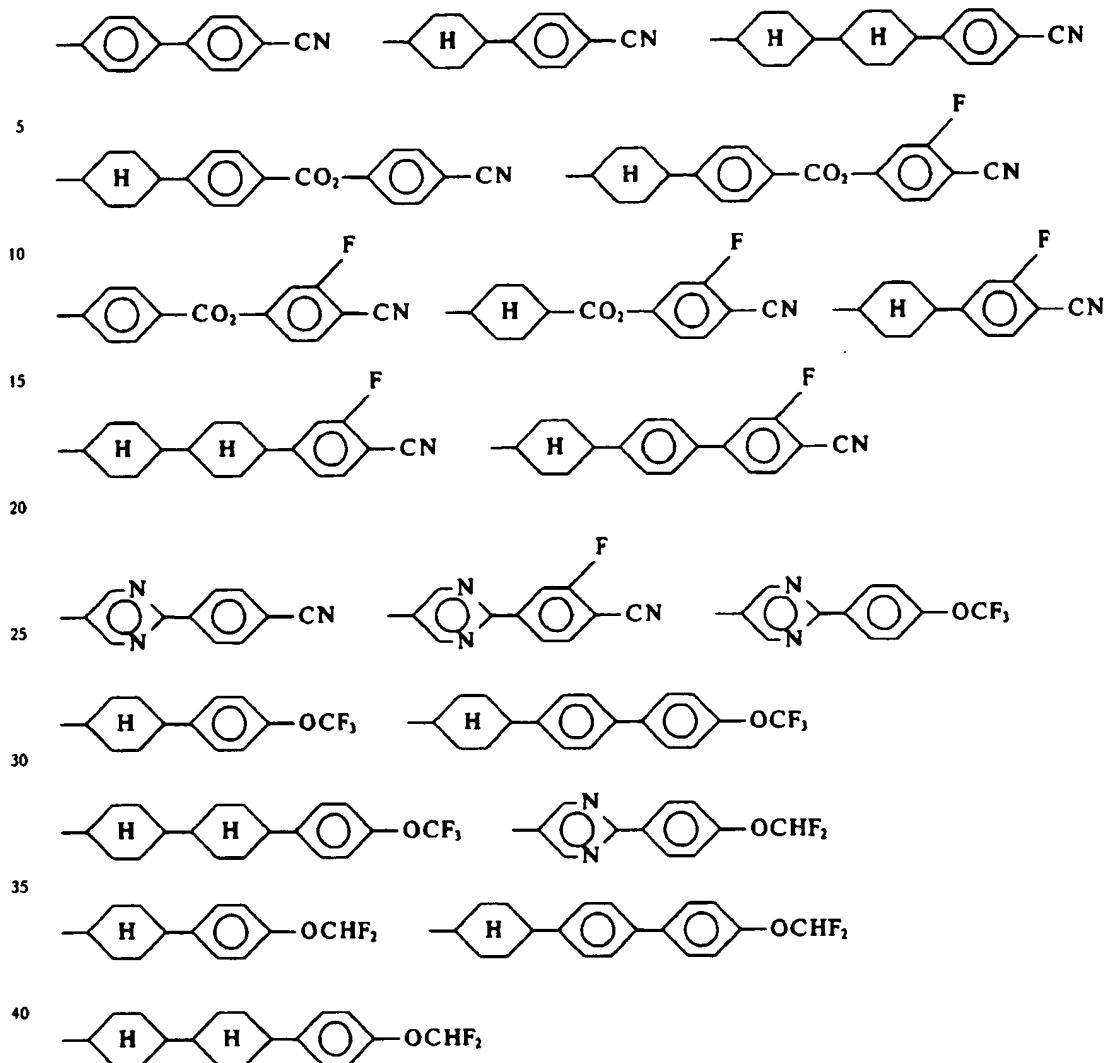 CN H CN H H CN
5 F
H CO₂ CN H CO₂ CN
10 F F F
CO₂ CN H CO₂ CN H CN
15 F
H H CN H CN
20
F
N N N
CN CN OCF₃
25 N N N
H OCF₃ H OCF₃
30
N
H H OCF₃ OCHF₂
N
35
H OCHF₂ H OCHF₂
40
H H OCHF₂